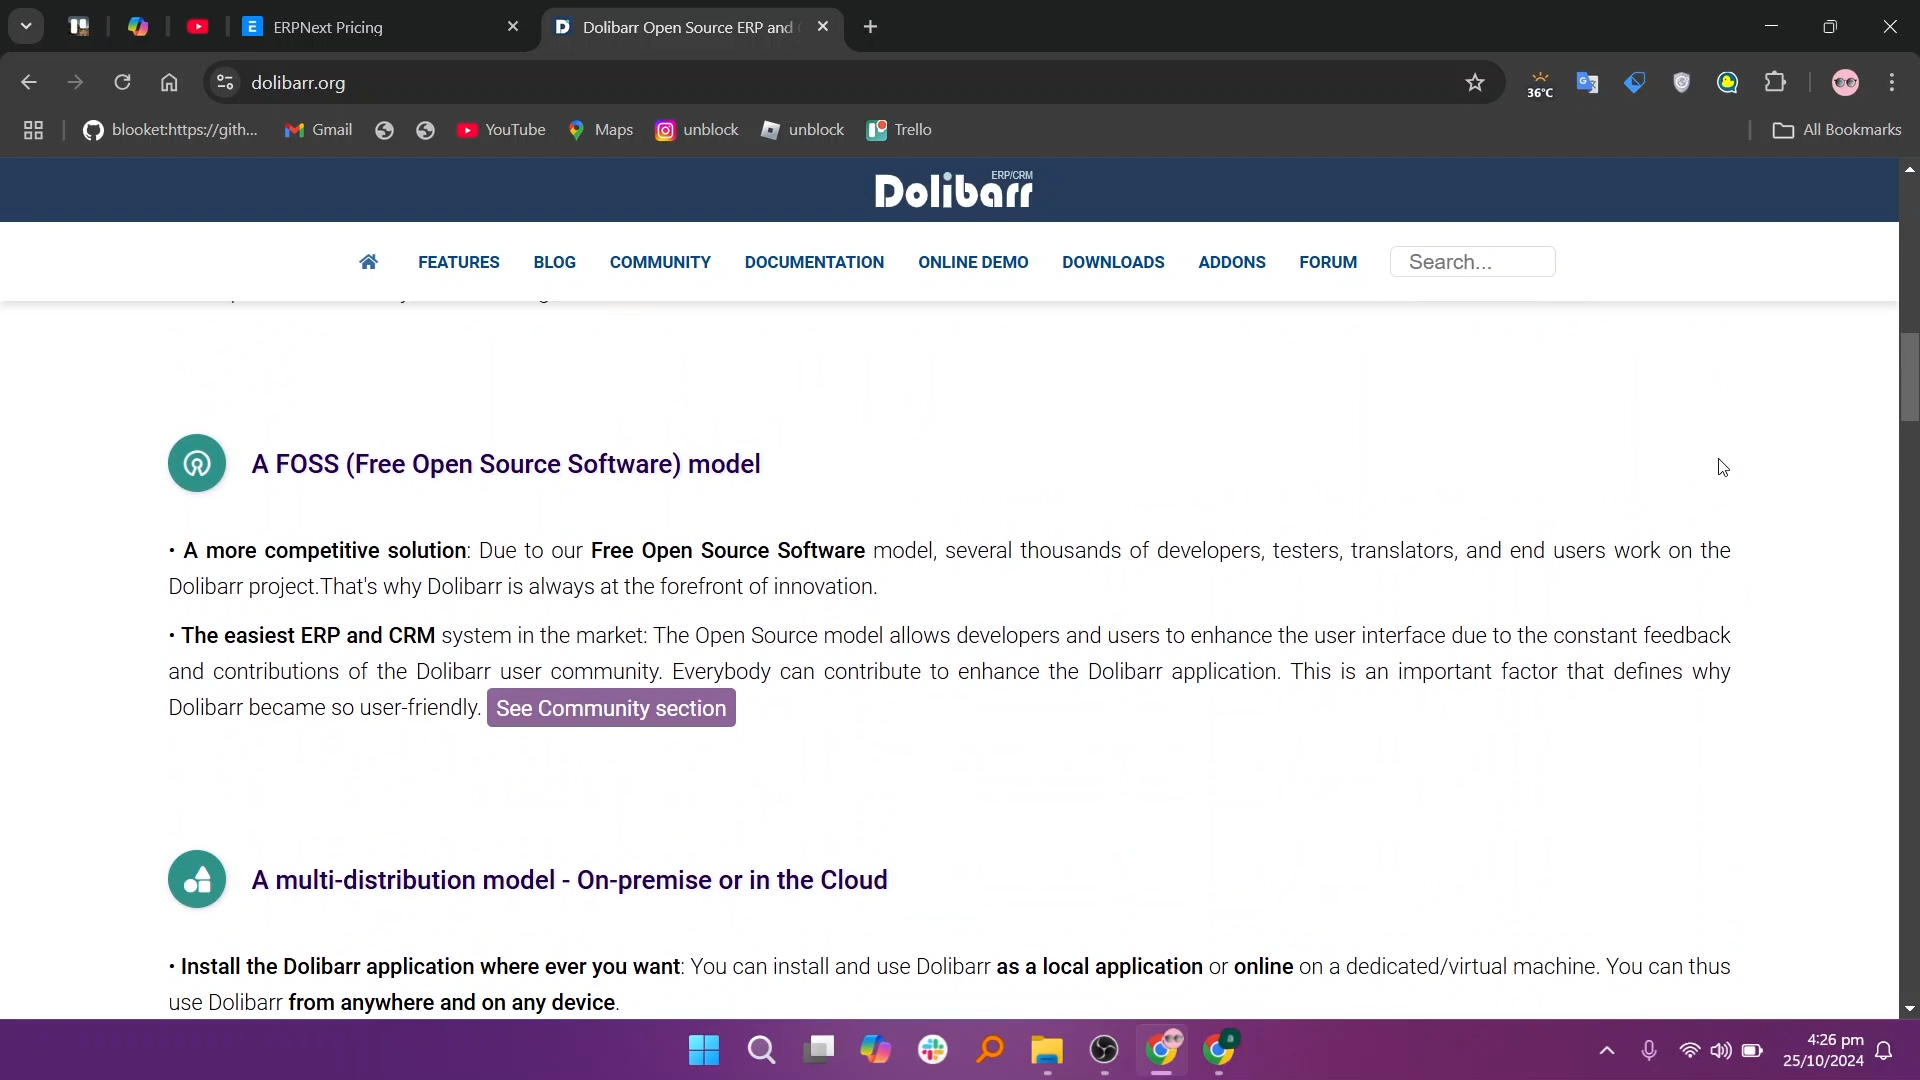 ERPNext Pricing
Dolibarr Open Source ERP and
dolibarr.org
36°C
blooket:https://gith...
Gmail
YouTube
Maps
unblock
unblock
Trello
All Bookmarks
Dolibarr ERP/CRM
FEATURES
BLOG
COMMUNITY
DOCUMENTATION
ONLINE DEMO
DOWNLOADS
ADDONS
FORUM
Search...
A FOSS (Free Open Source Software) model
• A more competitive solution: Due to our Free Open Source Software model, several thousands of developers, testers, translators, and end users work on the
Dolibarr project.That's why Dolibarr is always at the forefront of innovation.
• The easiest ERP and CRM system in the market: The Open Source model allows developers and users to enhance the user interface due to the constant feedback
and contributions of the Dolibarr user community. Everybody can contribute to enhance the Dolibarr application. This is an important factor that defines why
Dolibarr became so user-friendly. See Community section
A multi-distribution model - On-premise or in the Cloud
• Install the Dolibarr application where ever you want: You can install and use Dolibarr as a local application or online on a dedicated/virtual machine. You can thus
use Dolibarr from anywhere and on any device.
4:26 pm
25/10/2024